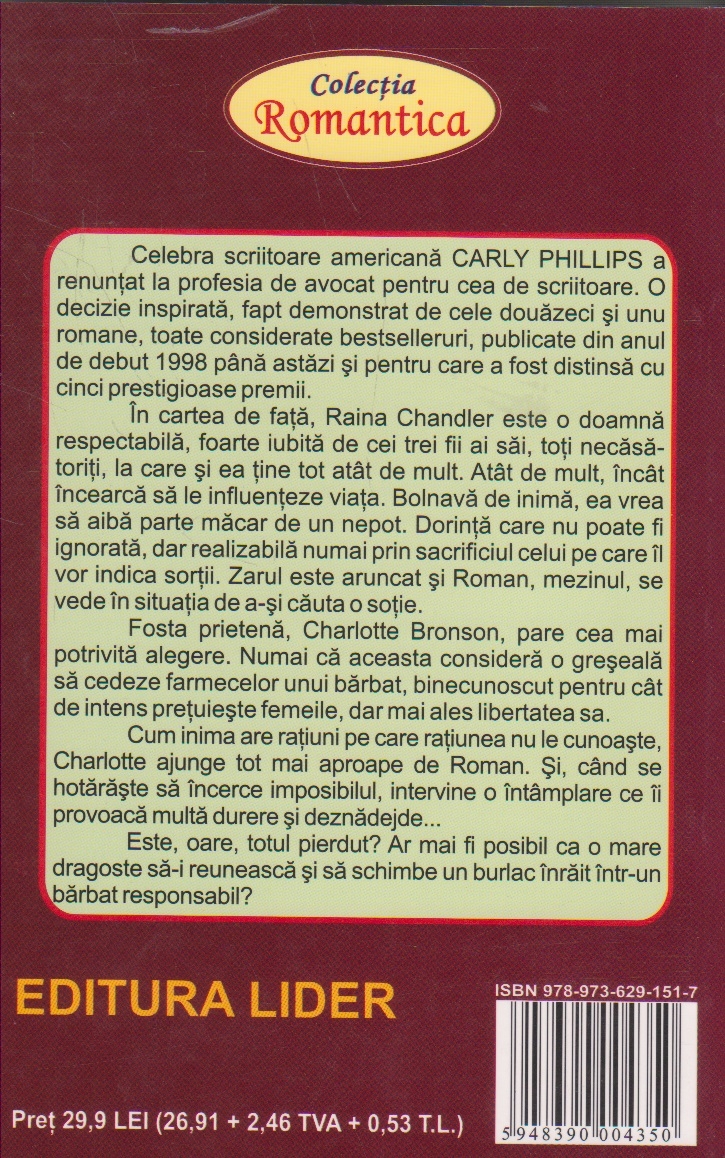 Colecția
Romantica
Celebra scriitoare americană CARLY PHILLIPS a
renunțat la profesia de avocat pentru cea de scriitoare. O
decizie inspirată, fapt demonstrat de cele douăzeci și unu
romane, toate considerate bestselleruri, publicate din anul
de debut 1998 până astăzi și pentru care a fost distinsă cu
cinci prestigioase premii.
În cartea de față, Raina Chandler este o doamnă
respectabilă, foarte iubită de cei trei fii ai săi, toți necăsă-
toriți, la care și ea ține tot atât de mult. Atât de mult, încât
încearcă să le influențeze viața. Bolnavă de inimă, ea vrea
să aibă parte măcar de un nepot. Dorință care nu poate fi
ignorată, dar realizabilă numai prin sacrificiul celui pe care îl
vor indica sorții. Zarul este aruncat și Roman, mezinul, se
vede în situația de a-și căuta o soție.
Fosta prietenă, Charlotte Bronson, pare cea mai
potrivită alegere. Numai că aceasta consideră o greșeală
să cedeze farmecelor unui bărbat, binecunoscut pentru cât
de intens prețuiește femeile, dar mai ales libertatea sa.
Cum inima are rațiuni pe care rațiunea nu le cunoaște,
Charlotte ajunge tot mai aproape de Roman. Și, când se
hotărăște să încerce imposibilul, intervine o întâmplare ce îi
provoacă multă durere și deznădejde...
Este, oare, totul pierdut? Ar mai fi posibil ca o mare
dragoste să-i reunească și să schimbe un burlac înrăit într-un
bărbat responsabil?
EDITURA LIDER
ISBN 978-973-629-151-7
Preț 29,9 LEI (26,91 + 2,46 TVA + 0,53 T.L.)
5 948390 004350